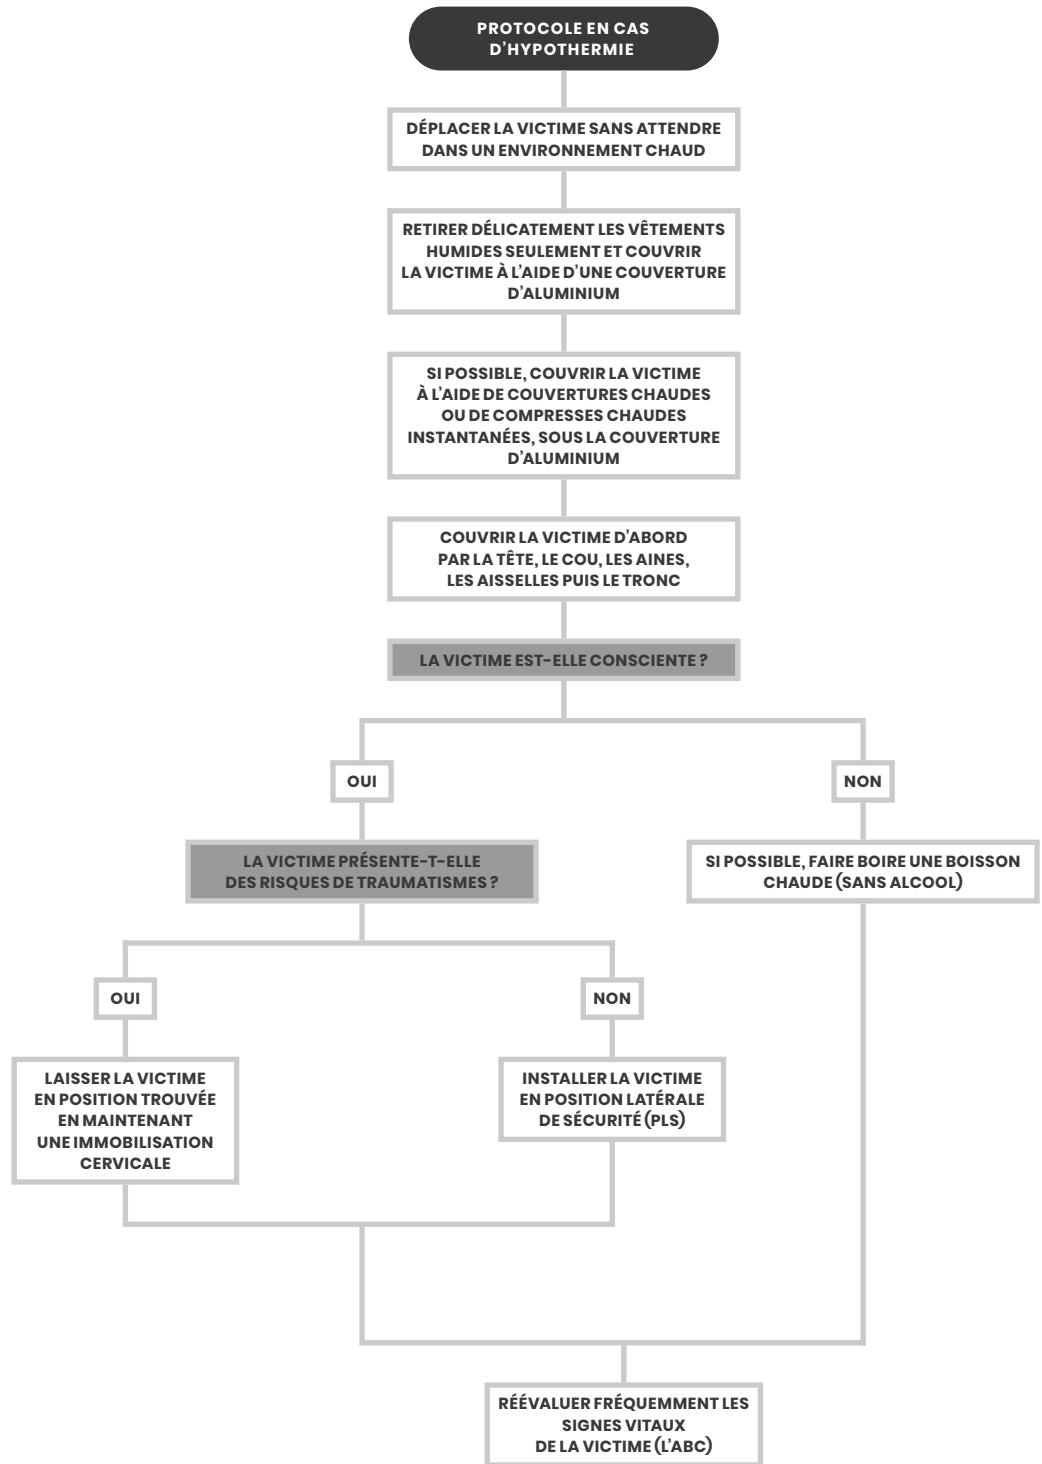 PROTOCOLE EN CAS
D'HYPOTHERMIE
DÉPLACER LA VICTIME SANS ATTENDRE
DANS UN ENVIRONNEMENT CHAUD
RETIRER DÉLICATEMENT LES VÊTEMENTS
HUMIDES SEULEMENT ET COUVRIR
LA VICTIME À L'AIDE D'UNE COUVERTURE
D'ALUMINIUM
SI POSSIBLE, COUVRIR LA VICTIME
À L'AIDE DE COUVERTURES CHAUDES
OU DE COMPRESSES CHAUDES
INSTANTANÉES, SOUS LA COUVERTURE
D'ALUMINIUM
COUVRIR LA VICTIME D'ABORD
PAR LA TÊTE, LE COU, LES AINES,
LES AISSELLES PUIS LE TRONC
LA VICTIME EST-ELLE CONSCIENTE ?
OUI
NON
LA VICTIME PRÉSENTE-T-ELLE
DES RISQUES DE TRAUMATISMES ?
SI POSSIBLE, FAIRE BOIRE UNE BOISSON
CHAUDE (SANS ALCOOL)
OUI
NON
LAISSER LA VICTIME
EN POSITION TROUVÉE
EN MAINTENANT
UNE IMMOBILISATION
CERVICALE
INSTALLER LA VICTIME
EN POSITION LATÉRALE
DE SÉCURITÉ (PLS)
RÉÉVALUER FRÉQUEMMENT LES
SIGNES VITAUX
DE LA VICTIME (L'ABC)